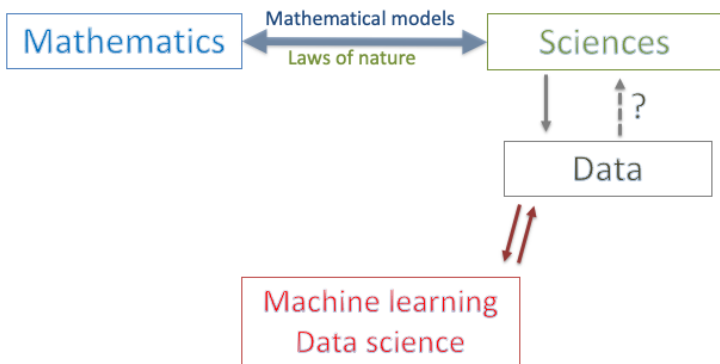 Mathematical models
Mathematics
Sciences
Laws of nature
?
Data
Machine learning
Data science